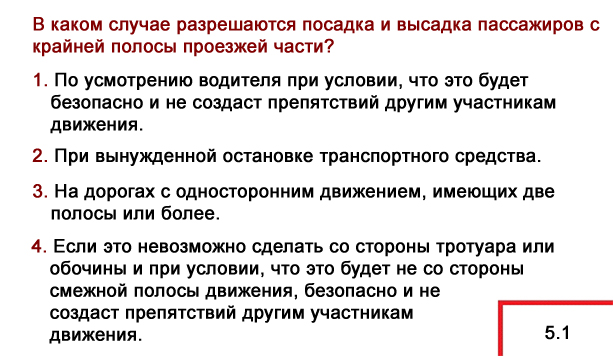 В каком случае разрешаются посадка и высадка пассажиров с
крайней полосы проезжей части?
1. По усмотрению водителя при условии, что это будет
безопасно и не создаст препятствий другим участникам
движения.
2. При вынужденной остановке транспортного средства.
3. На дорогах с односторонним движением, имеющих две
полосы или более.
4. Если это невозможно сделать со стороны тротуара или
обочины и при условии, что это будет не со стороны
смежной полосы движения, безопасно и не
создаст препятствий другим участникам
движения.
5.1